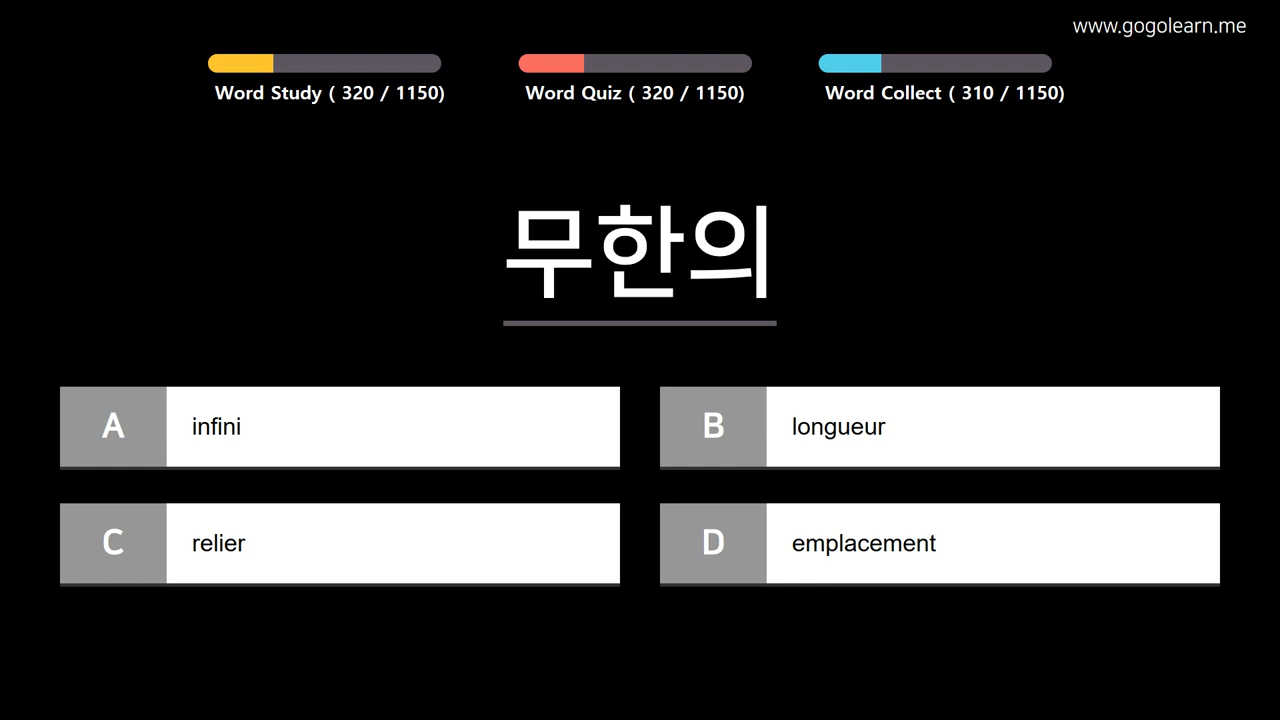 www.gogolearn.me
Word Study ( 320 / 1150)
Word Quiz ( 320 / 1150)
Word Collect ( 310 / 1150)
무한의
A infini
B longueur
C relier
D emplacement